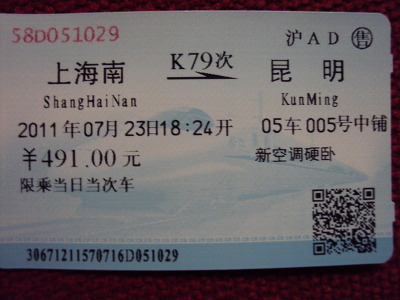 58D051029 沪AD 售
上海南 K79次 昆明
ShangHaiNan KunMing
2011年07月23日18:24开 05车005号中铺
¥491.00元 新空调硬卧
限乘当日当次车
30671211570716D051029